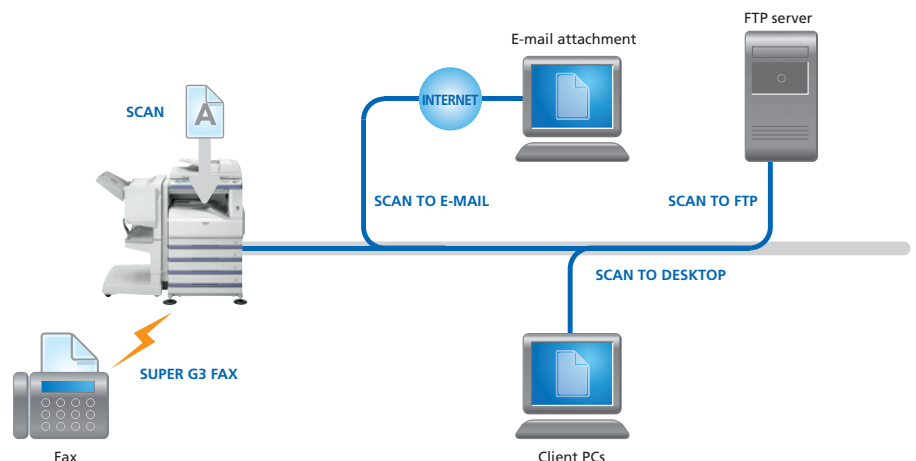 FTP server
E-mail attachment
INTERNET
SCAN
A
SCAN TO E-MAIL
SCAN TO FTP
SCAN TO DESKTOP
SUPER G3 FAX
Fax
Client PCs